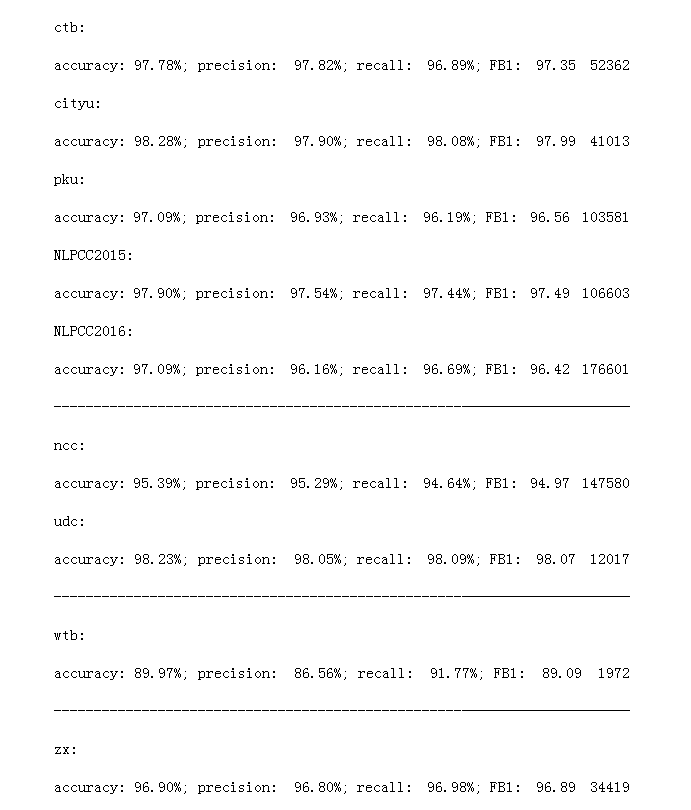 ctb:
accuracy: 97.78%; precision: 97.82%; recall: 96.89%; FB1: 97.35 52362
cityu:
accuracy: 98.28%; precision: 97.90%; recall: 98.08%; FB1: 97.99 41013
pku:
accuracy: 97.09%; precision: 96.93%; recall: 96.19%; FB1: 96.56 103581
NLPCC2015:
accuracy: 97.90%; precision: 97.54%; recall: 97.44%; FB1: 97.49 106603
NLPCC2016:
accuracy: 97.09%; precision: 96.16%; recall: 96.69%; FB1: 96.42 176601
ncc:
accuracy: 95.39%; precision: 95.29%; recall: 94.64%; FB1: 94.97 147580
udc:
accuracy: 98.23%; precision: 98.05%; recall: 98.09%; FB1: 98.07 12017
wtb:
accuracy: 89.97%; precision: 86.56%; recall: 91.77%; FB1: 89.09 1972
zx:
accuracy: 96.90%; precision: 96.80%; recall: 96.98%; FB1: 96.89 34419